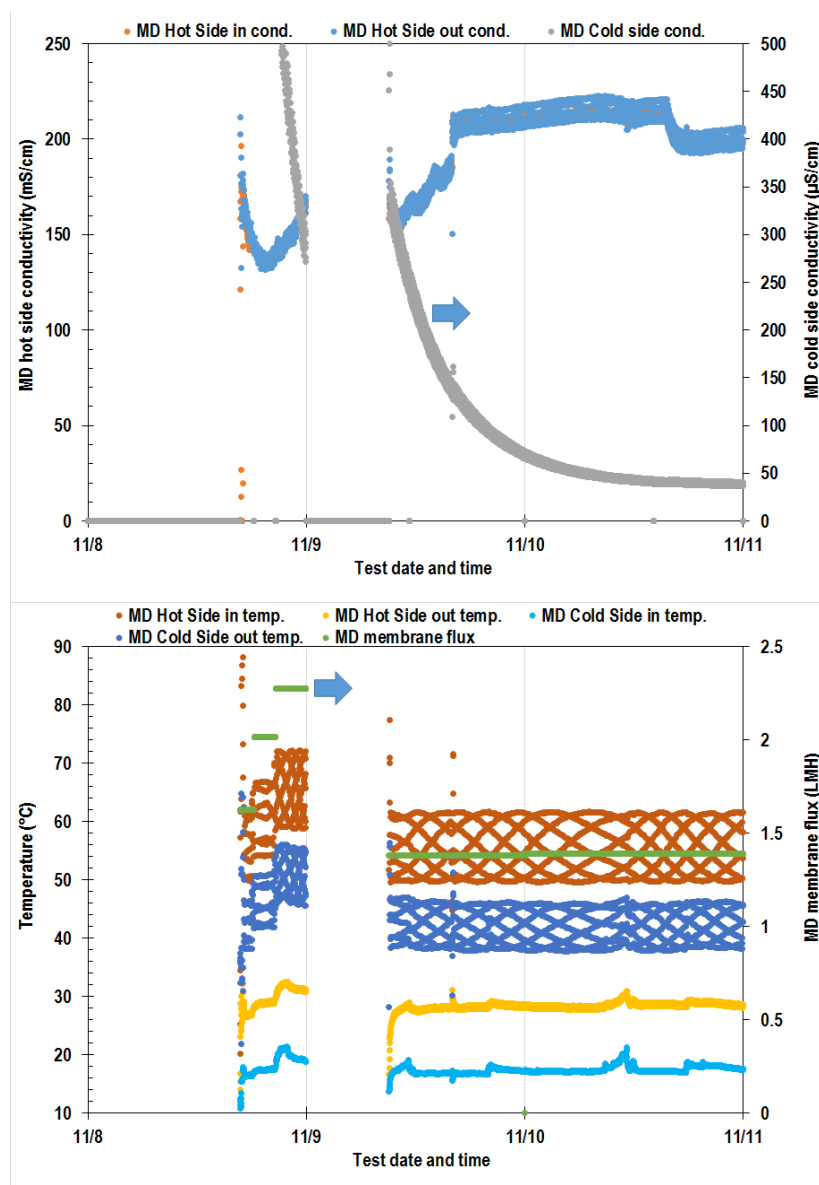 MD Hot Side in cond. MD Hot Side out cond. MD Cold side cond.
250 500
450
200 400
350
150 300
250
100 200
150
50 100
50
0 0
11/8 11/9 11/10 11/11
MD hot side conductivity (mS/cm)
MD cold side conductivity (µS/cm)
Test date and time
MD Hot Side in temp. MD Hot Side out temp. MD Cold Side in temp.
MD Cold Side out temp. MD membrane flux
90 2.5
80
70 2
60 1.5
50
40 1
30 0.5
20
10 0
11/8 11/9 11/10 11/11
Temperature (°C)
MD membrane flux (LMH)
Test date and time